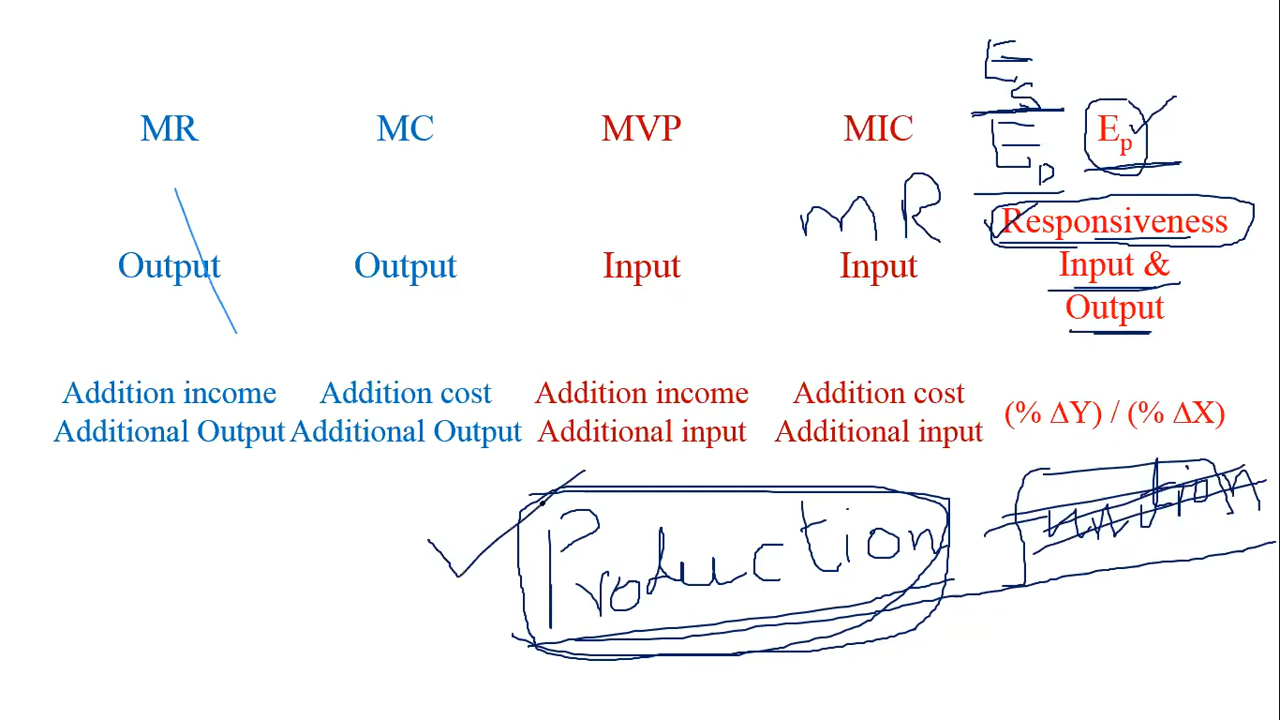 E
S
MR MC MVP MIC E D Ep
m R Responsiveness
Output Output Input Input Input &
Output
Addition income Addition cost Addition income Addition cost (% ΔY) / (% ΔX)
Additional Output Additional Output Additional input Additional input
Production